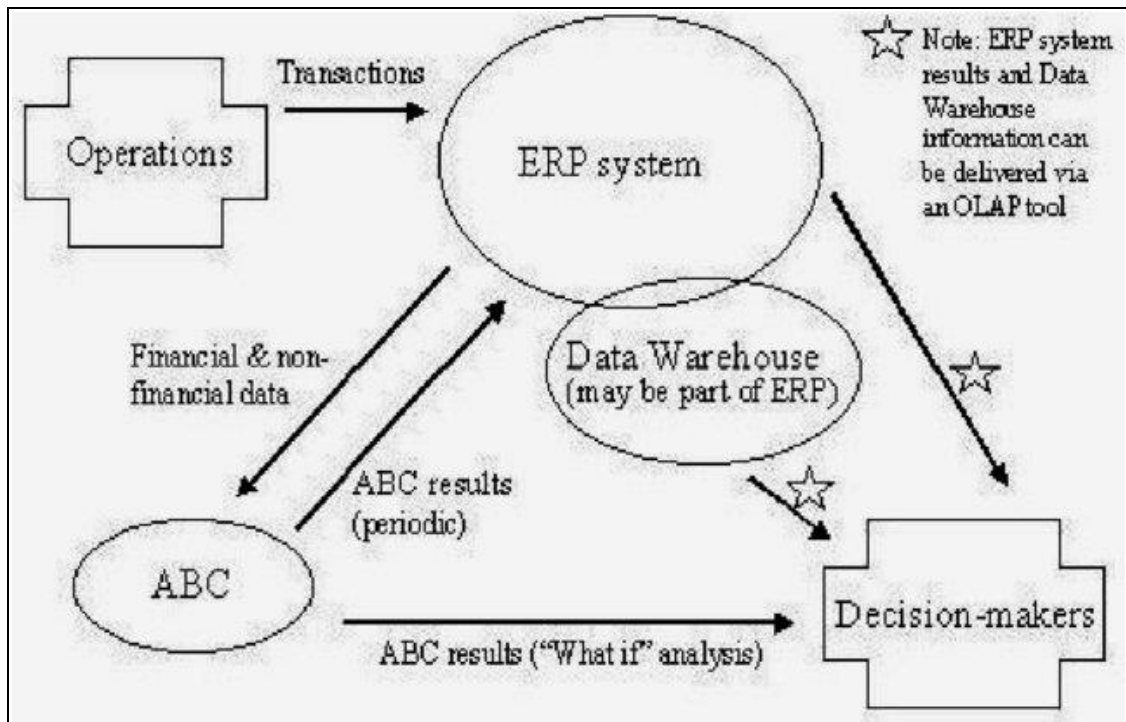 Transactions
Operations
ERP system
Note: ERP system
results and Data
Warehouse
information can
be delivered via
an OLAP tool
Financial & non-
financial data
Data Warehouse
(may be part of ERP)
ABC results
(periodic)
ABC
Decision-makers
ABC results (“What if” analysis)